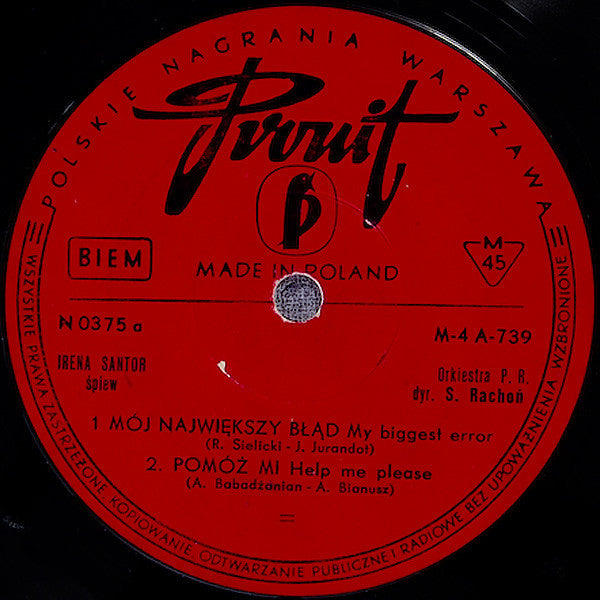 POLSKIE NAGRANIA WARSZAWA
Pronit
P
BIEM
MADE IN POLAND
M
45
N 0375 a
M-4 A-739
IRENA SANTOR
śpiew
Orkiestra P. R.
dyr. S. Rachoń
1 MÓJ NAJWIĘKSZY BŁĄD My biggest error
(R. Sielicki - J. Jurandot)
2. POMÓŻ MI Help me please
(A. Babadżanian - A. Bianusz)
WSZYSTKIE PRAWA ZASTRZEŻONE KOPIOWANIE, ODTWARZANIE PUBLICZNE I RADIOWE BEZ UPOWAŻNIENIA WZBRONIONE